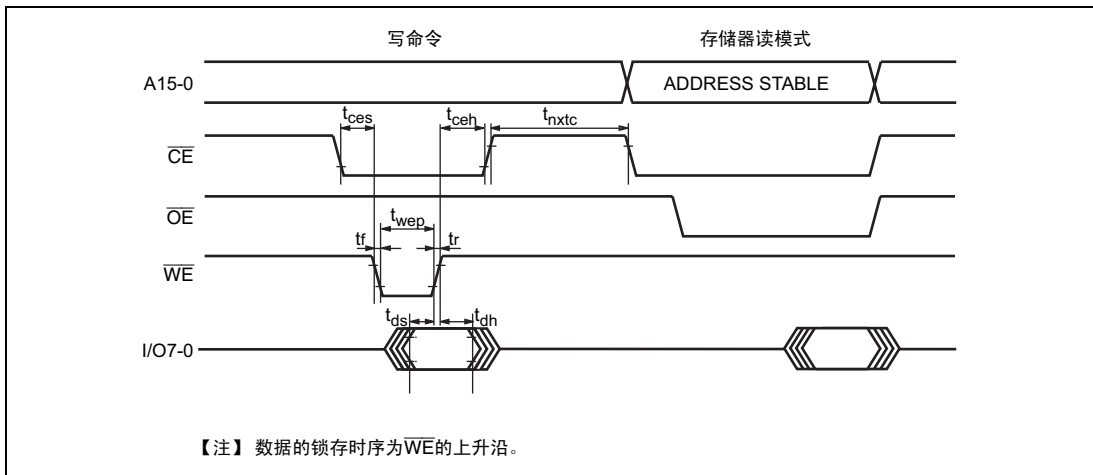 写命令 存储器读模式
A15-0 ADDRESS STABLE
tces tceh tnxtc
CE
OE
twep
tf tr
WE
tds tdh
I/O7-0
【注】 数据的锁存时序为WE的上升沿。